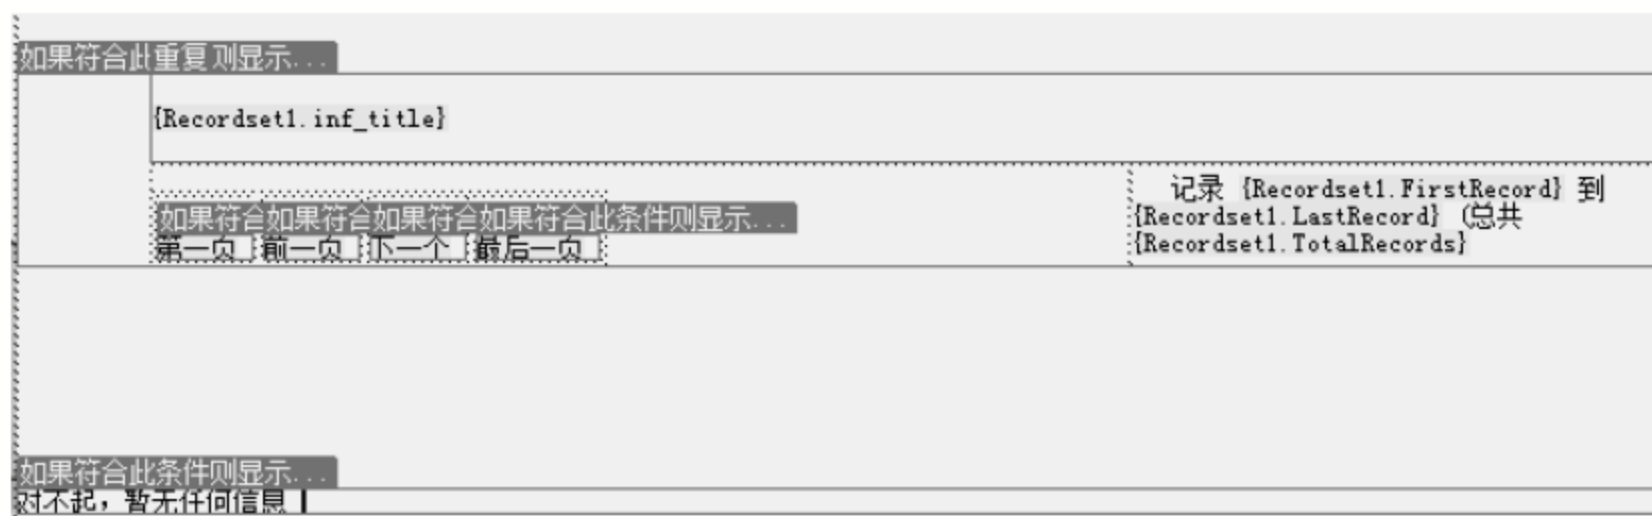 如果符合此重复则显示...
{Recordset1.inf_title}
记录 {Recordset1.FirstRecord} 到
{Recordset1.LastRecord} (总共
{Recordset1.TotalRecords}
如果符合如果符合如果符合如果符合此条件则显示...
第一页 前一页 下一个 最后一页
如果符合此条件则显示...
对不起，暂无任何信息